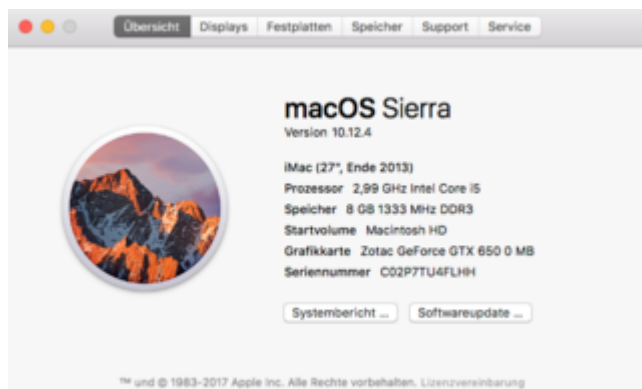 Übersicht Displays Festplatten Speicher Support Service
macOS Sierra
Version 10.12.4
iMac (27", Ende 2013)
Prozessor 2,99 GHz Intel Core i5
Speicher 8 GB 1333 MHz DDR3
Startvolume Macintosh HD
Grafikkarte Zotac GeForce GTX 650 0 MB
Seriennummer C02P7TU4FLHH
Systembericht ... Softwareupdate ...
™ und © 1983-2017 Apple Inc. Alle Rechte vorbehalten. Lizenzvereinbarung